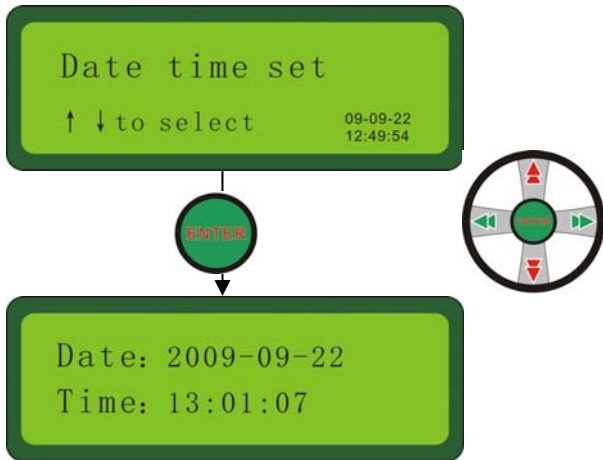 Date time set
↑ ↓to select
09-09-22
12:49:54
ENTER
ENTER
Date: 2009-09-22
Time: 13:01:07